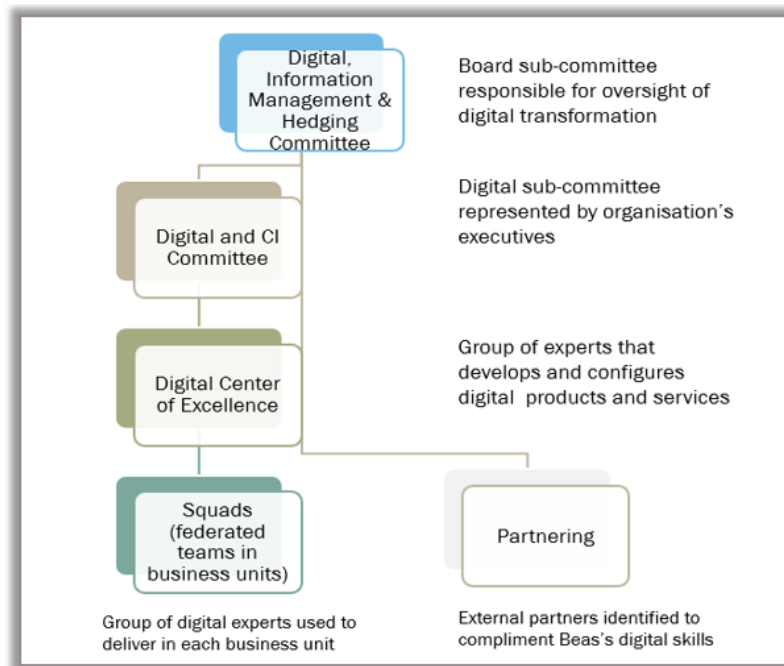 Digital,
Information
Management &
Hedging
Committee
Board sub-committee
responsible for oversight of
digital transformation
Digital and CI
Committee
Digital sub-committee
represented by organisation´s
executives
Digital Center
of Excellence
Group of experts that
develops and configures
digital  products and services
Squads
(federated
teams in
business units)
Partnering
Group of digital experts used to
deliver in each business unit
External partners identified to
compliment Beas's digital skills